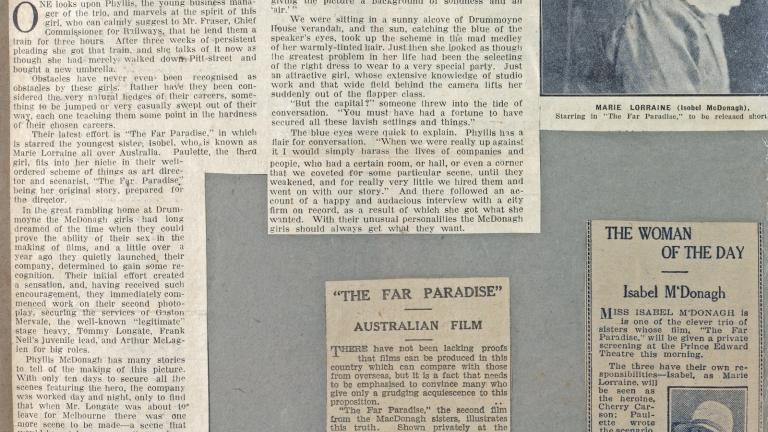 ONE looks upon Phyllis, the young business mana-
ger of the trio, and marvels at the spirit of this
girl, who can calmly suggest to Mr. Fraser, Chief
Commissioner for Railways, that he lend them a
train for three hours. After three weeks of persistent
pleading she got that train, and she talks of it now as
though she had merely walked down Pitt-street and
bought a new umbrella.
Obstacles have never even been recognised as
obstacles by these girls. Rather have they been con-
sidered the very natural hedges of their careers, some-
thing to be jumped or very casually swept out of their
way, each one teaching them some point in the hardness
of their chosen careers.
Their latest effort is "The Far Paradise," in which
is starred the youngest sister, Isobel, who is known as
Marie Lorraine all over Australia. Paulette, the third
girl, fits into her niche in their well-
ordered scheme of things as art direc-
tor and scenarist, "The Far Paradise"
being her original story, prepared for
the director.
In the great rambling home at Drum-
moyne the McDonagh girls had long
dreamed of the time when they could
prove the ability of their sex in the
making of films, and a little over a
year ago they quietly launched their
company, determined to gain some re-
cognition. Their initial effort created
a sensation, and, having received such
encouragement, they immediately com-
menced work on their second photo-
play, securing the services of Gaston
Mervale, the well-known "legitimate"
stage heavy, Tommy Longate, Frank
Neil's juvenile lead, and Arthur McLag-
len for big roles.
Phyllis McDonagh has many stories
to tell of the making of this picture.
With only ten days to secure all the
scenes featuring the hero, the company
was worked day and night, only to find
that when Mr. Longate was about to
leave for Melbourne there was one
more scene to be made—a scene that
giving the picture a background of solidness and an
'air.'"
We were sitting in a sunny alcove of Drummoyne
House verandah, and the sun, catching the blue of the
speaker's eyes, took up the scheme in the mad medley
of her warmly-tinted hair. Just then she looked as though
the greatest problem in her life had been the selecting
of the right dress to wear to a very special party. Just
an attractive girl, whose extensive knowledge of studio
work and that wide field behind the camera lifts her
suddenly out of the flapper class.
"But the capital?" someone threw into the tide of
conversation. "You must have had a fortune to have
secured all these lavish settings and things."
The blue eyes were quick to explain. Phyllis has a
flair for conversation. "When we were really up against
it I would simply harass the lives of companies and
people, who had a certain room, or hall, or even a corner
that we coveted for some particular scene, until they
weakened, and for really very little we hired them and
went on with our story." And there followed an ac-
count of a happy and audacious interview with a city
firm on record, as a result of which she got what she
wanted. With their unusual personalities the McDonagh
girls should always get what they want.
MARIE LORRAINE (Isobel McDonagh),
Starring in "The Far Paradise," to be released short
"THE FAR PARADISE"
AUSTRALIAN FILM
THERE have not been lacking proofs
that films can be produced in this
country which can compare with those
from overseas, but it is a fact that needs
to be emphasised to convince many who
give only a grudging acquiescence to this
proposition.
"The Far Paradise," the second film
from the MacDonagh sisters, illustrates
this truth. Shown privately at the
THE WOMAN
OF THE DAY
Isabel M'Donagh
MISS ISABEL M'DONAGH is
is one of the clever trio of
sisters whose film, "The Far
Paradise," will be given a private
screening at the Prince Edward
Theatre this morning.
The three have their own re-
sponsibilities—Isabel, as Marie
Lorraine, will
be seen as
the heroine,
Cherry Car-
son; Paul-
ette wrote
the scenario